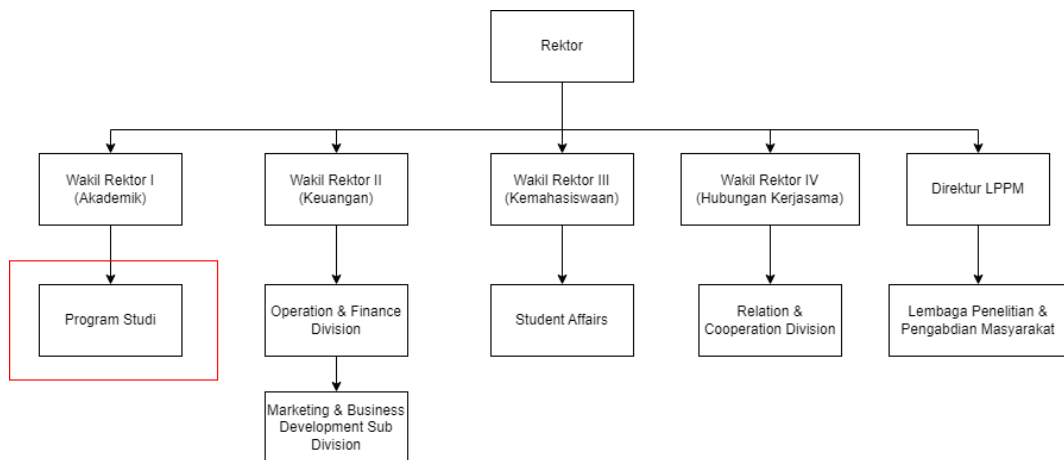 Rektor
Wakil Rektor I
(Akademik)
Wakil Rektor II
(Keuangan)
Wakil Rektor III
(Kemahasiswaan)
Wakil Rektor IV
(Hubungan Kerjasama)
Direktur LPPM
Program Studi
Operation & Finance
Division
Student Affairs
Relation &
Cooperation Division
Lembaga Penelitian &
Pengabdian Masyarakat
Marketing & Business
Development Sub
Division